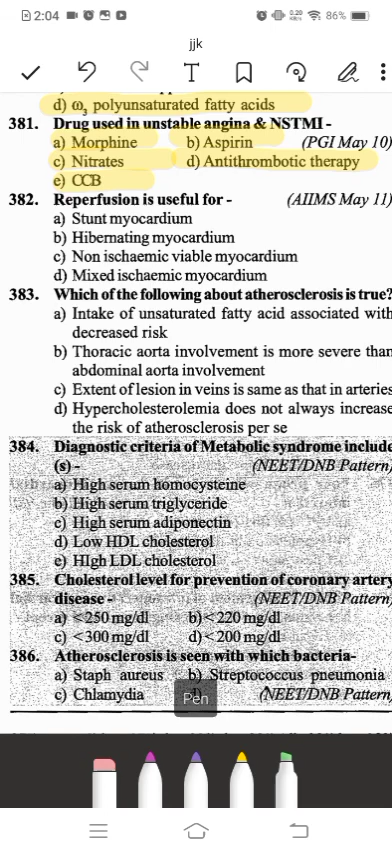 2:04
0.20
KB/s
86%
jjk
T
d) ω3 polyunsaturated fatty acids
381. Drug used in unstable angina & NSTMI -
a) Morphine b) Aspirin (PGI May 10)
c) Nitrates d) Antithrombotic therapy
e) CCB
382. Reperfusion is useful for - (AIIMS May 11)
a) Stunt myocardium
b) Hibernating myocardium
c) Non ischaemic viable myocardium
d) Mixed ischaemic myocardium
383. Which of the following about atherosclerosis is true?
a) Intake of unsaturated fatty acid associated with
decreased risk
b) Thoracic aorta involvement is more severe than
abdominal aorta involvement
c) Extent of lesion in veins is same as that in arteries
d) Hypercholesterolemia does not always increase
the risk of atherosclerosis per se
384. Diagnostic criteria of Metabolic syndrome include
(s) - (NEET/DNB Pattern)
a) High serum homocysteine
b) High serum triglyceride
c) High serum adiponectin
d) Low HDL cholesterol
e) HIgh LDL cholesterol
385. Cholesterol level for prevention of coronary artery
disease - (NEET/DNB Pattern)
a) <250 mg/dl b) <220 mg/dl
c) <300 mg/dl d) <200 mg/dl
386. Atherosclerosis is seen with which bacteria-
a) Staph aureus b) Streptococcus pneumonia
c) Chlamydia d) (NEET/DNB Pattern)
Pen